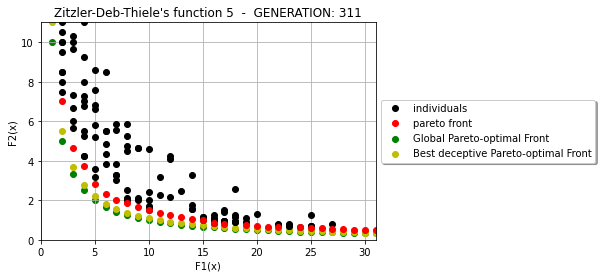 Zitzler-Deb-Thiele's function 5 - GENERATION: 311
10
8
6
4
2
0
F2(x)
0 5 10 15 20 25 30
F1(x)
individuals
pareto front
Global Pareto-optimal Front
Best deceptive Pareto-optimal Front